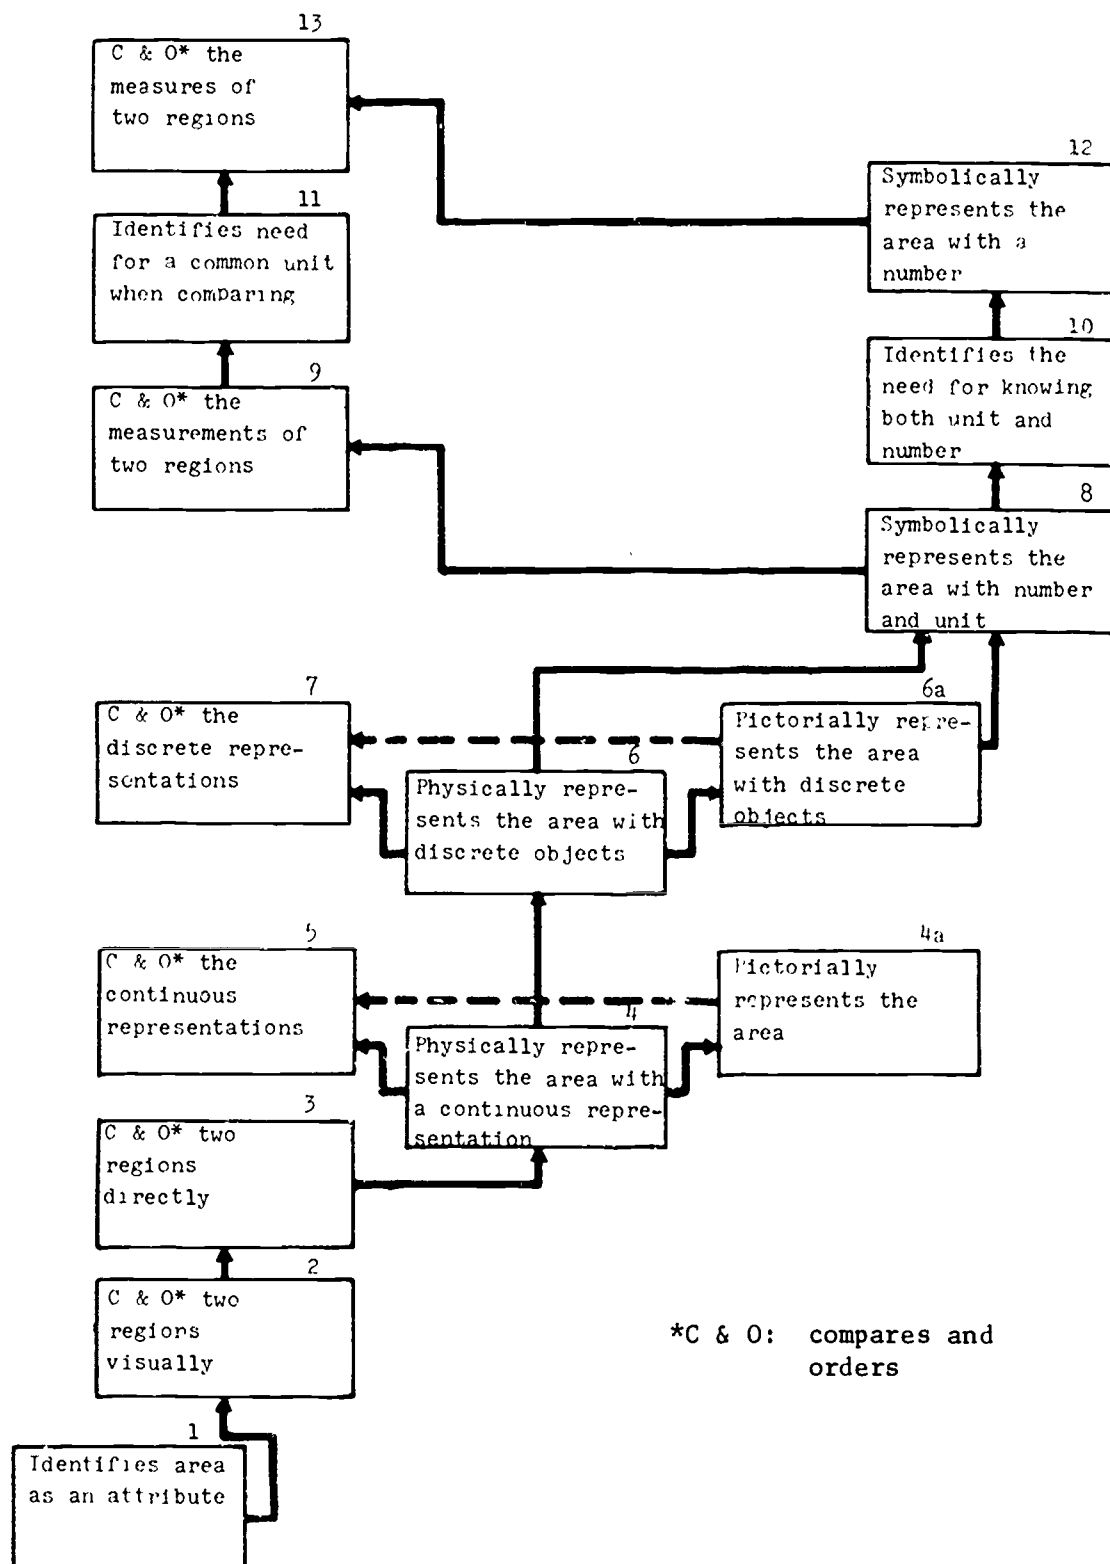 13
C & O* the
measures of
two regions
12
Symbolically
represents the
area with a
number
11
Identifies need
for a common unit
when comparing
10
Identifies the
need for knowing
both unit and
number
9
C & O* the
measurements of
two regions
8
Symbolically
represents the
area with number
and unit
7
C & O* the
discrete repre-
sentations
6a
Pictorially repre-
sents the area
with discrete
objects
6
Physically repre-
sents the area with
discrete objects
5
C & O* the
continuous
representations
4a
Pictorially
represents the
area
4
Physically repre-
sents the area with
a continuous repre-
sentation
3
C & O* two
regions
directly
2
C & O* two
regions
visually
*C & O: compares and
orders
1
Identifies area
as an attribute